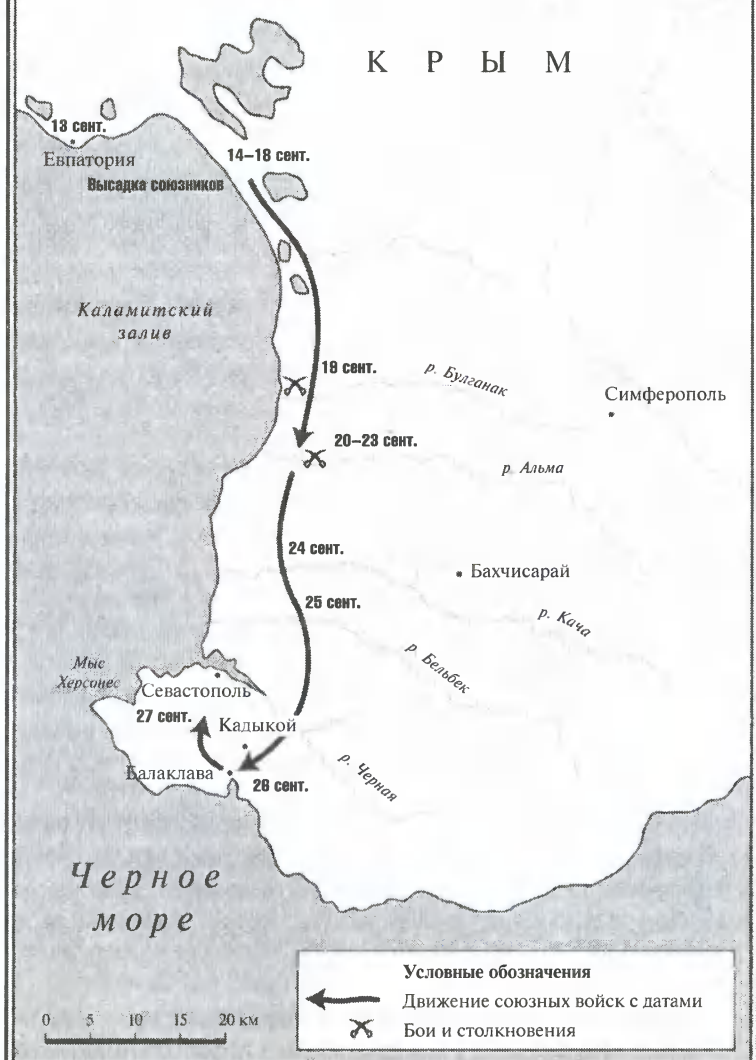 К Р Ы М
13 сент.
Евпатория
14–18 сент.
Высадка союзников
Каламитский
залив
19 сент.
р. Булганак
Симферополь
20–23 сент.
р. Альма
24 сент.
Бахчисарай
25 сент.
р. Кача
р. Бельбек
Мыс
Херсонес
Севастополь
27 сент.
Кадыкой
Балаклава
26 сент.
р. Черная
Черное
море
Условные обозначения
Движение союзных войск с датами
Бои и столкновения
0 5 10 15 20 км